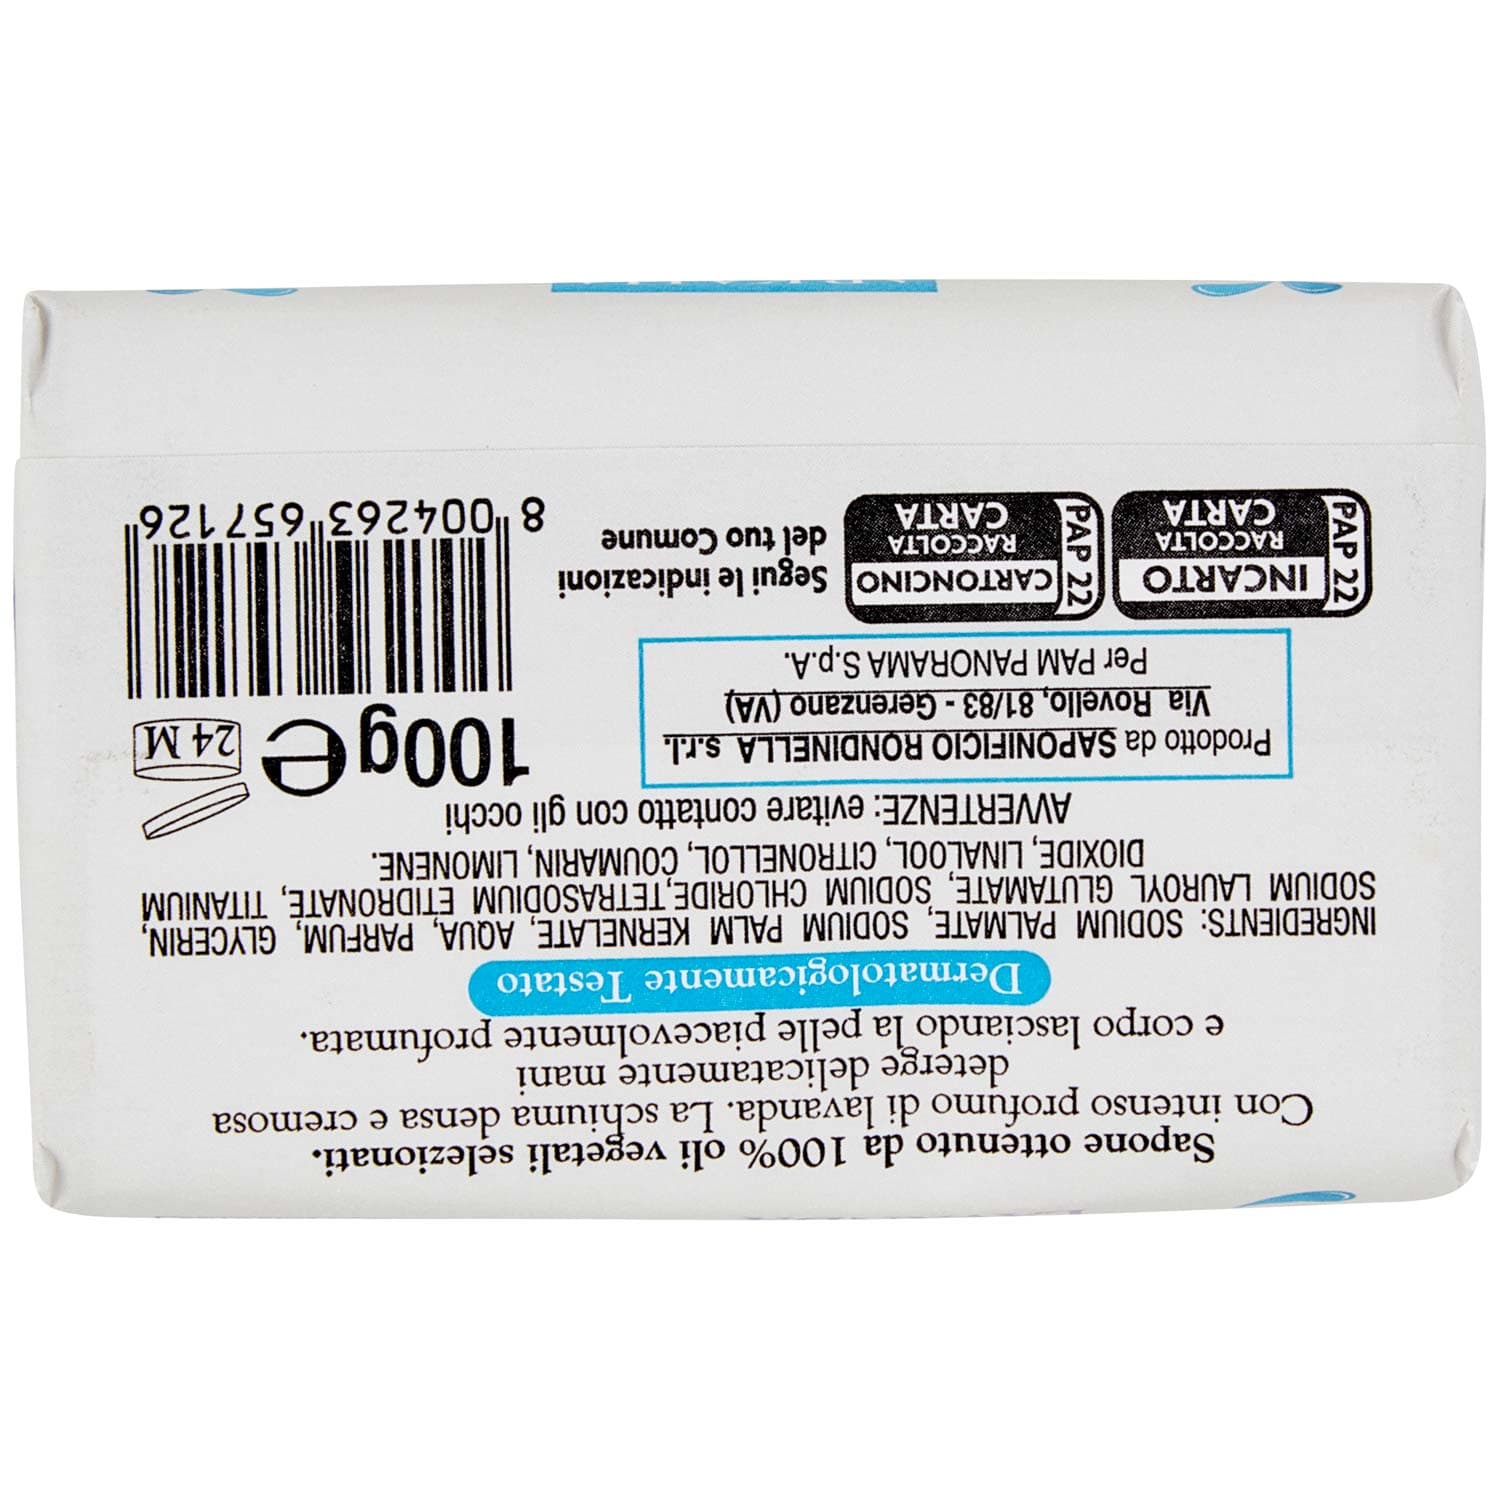 Sapone ottenuto da 100% oli vegetali selezionati.
Con intenso profumo di lavanda. La schiuma densa e cremosa
deterge delicatamente mani
e corpo lasciando la pelle piacevolmente profumata.
Dermatologicamente Testato
INGREDIENTS: SODIUM PALMATE, SODIUM PALM KERNELATE, AQUA, PARFUM, GLYCERIN,
SODIUM LAUROYL GLUTAMATE, SODIUM CHLORIDE, TETRASODIUM ETIDRONATE, TITANIUM
DIOXIDE, LINALOOL, CITRONELLOL, COUMARIN, LIMONENE.
AVVERTENZE: evitare contatto con gli occhi
Prodotto da SAPONIFICIO RONDINELLA s.r.l.
Via Rovello, 81/83 - Gerenzano (VA)
Per PAM PANORAMA S.p.A.
100g e
24 M
PAP 22
INCARTO
RACCOLTA
CARTA
PAP 22
CARTONCINO
RACCOLTA
CARTA
Segui le indicazioni
del tuo Comune
8 004263 657126